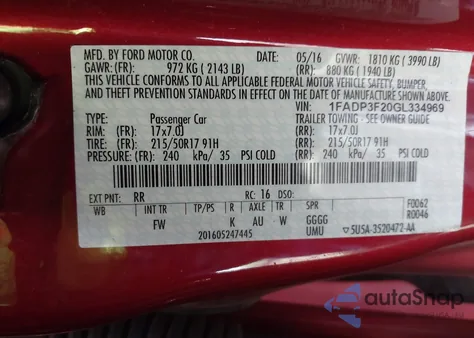 MFD. BY FORD MOTOR CO. DATE: 05/16 GVWR: 1810 KG ( 3990 LB)
GAWR: (FR): 972 KG ( 2143 LB) (RR): 880 KG ( 1940 LB)
THIS VEHICLE CONFORMS TO ALL APPLICABLE FEDERAL MOTOR VEHICLE SAFETY, BUMPER,
AND THEFT PREVENTION STANDARDS IN EFFECT ON THE DATE OF MANUFACTURE SHOWN ABOVE.
VIN: 1FADP3F20GL334969
TYPE: Passenger Car TRAILER TOWING - SEE OWNER GUIDE
RIM: (FR): 17x7.0J (RR): 17x7.0J
TIRE: (FR): 215/50R17 91H (RR): 215/50R17 91H
PRESSURE: (FR): 240 kPa/ 35 PSI COLD (RR): 240 kPa/ 35 PSI COLD
EXT PNT: RR RC: 16 DSO: F0062
WB INT TR TP/PS R AXLE TR SPR R0046
FW K AU W GGGG
201605247445 UMU 5U5A-3520472-AA
autoSnap